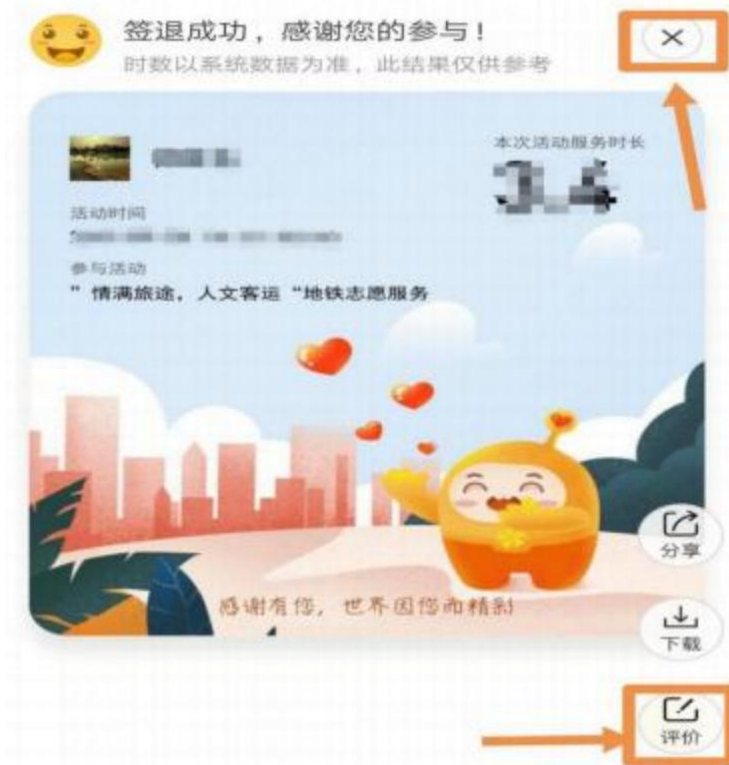 签退成功，感谢您的参与！
时数以系统数据为准，此结果仅供参考
本次活动服务时长
活动时间
参与活动
”情满旅途，人文客运“地铁志愿服务
分享
感谢有您，世界因您而精彩
下载
评价